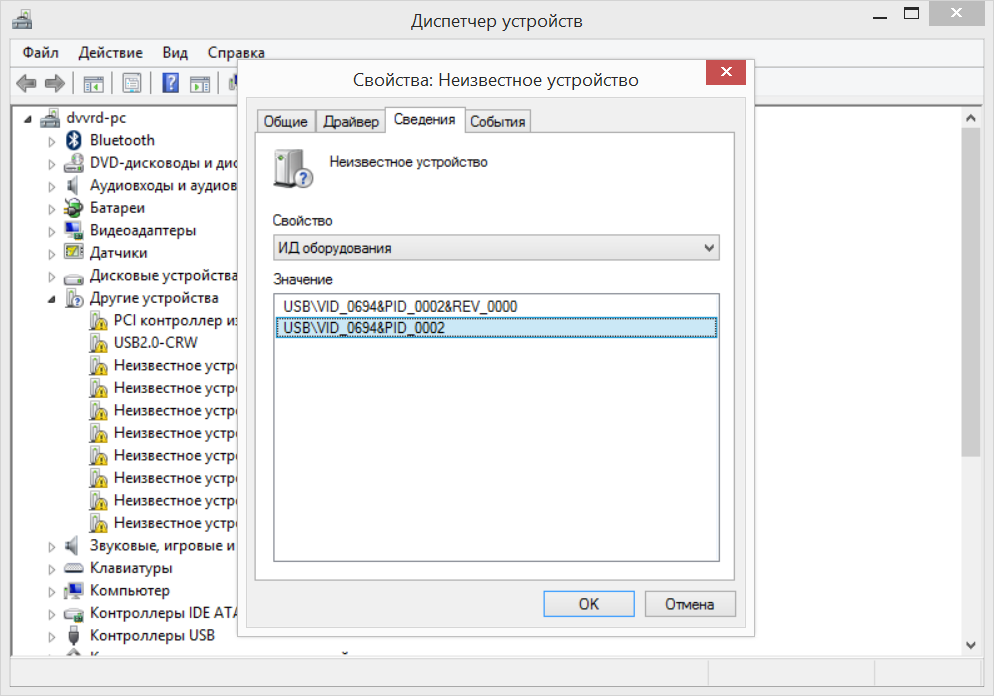 Диспетчер устройств
Файл Действие Вид Справка
Свойства: Неизвестное устройство
Общие Драйвер Сведения События
Неизвестное устройство
Свойство
ИД оборудования
Значение
USB\VID_0694&PID_0002&REV_0000
USB\VID_0694&PID_0002
OK Отмена
dvvrd-pc
Bluetooth
DVD-дисководы и дис
Аудиовходы и аудиов
Батареи
Видеоадаптеры
Датчики
Дисковые устройства
Другие устройства
PCI контроллер из
USB2.0-CRW
Неизвестное устро
Неизвестное устро
Неизвестное устро
Неизвестное устро
Неизвестное устро
Неизвестное устро
Неизвестное устро
Неизвестное устро
Звуковые, игровые и
Клавиатуры
Компьютер
Контроллеры IDE ATA
Контроллеры USB